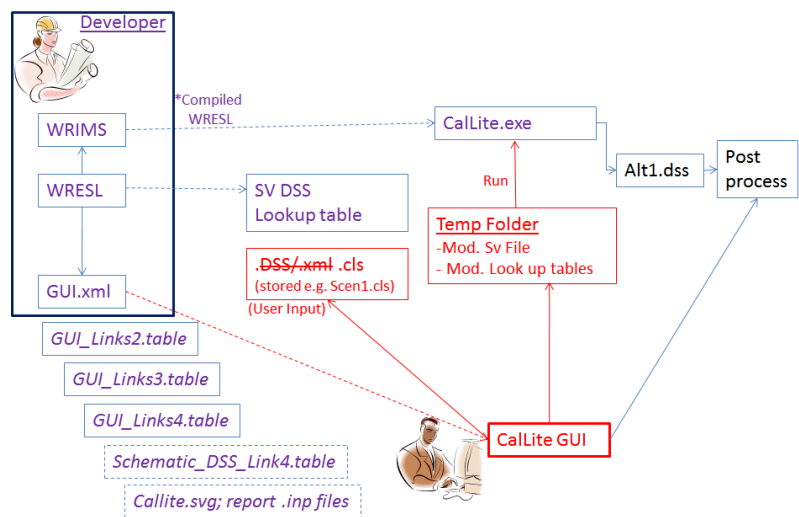 Developer
*Compiled
WRESL
WRIMS
CalLite.exe
Alt1.dss
Post
process
WRESL
SV DSS
Lookup table
Run
Temp Folder
-Mod. Sv File
- Mod. Look up tables
.DSS/.xml .cls
(stored e.g. Scen1.cls)
(User Input)
GUI.xml
GUI_Links2.table
GUI_Links3.table
GUI_Links4.table
CalLite GUI
Schematic_DSS_Link4.table
Callite.svg; report .inp files